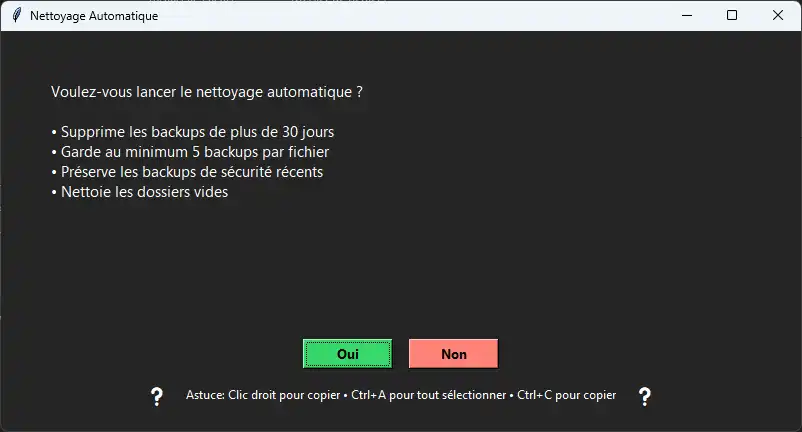 Nettoyage Automatique
Voulez-vous lancer le nettoyage automatique ?
• Supprime les backups de plus de 30 jours
• Garde au minimum 5 backups par fichier
• Préserve les backups de sécurité récents
• Nettoie les dossiers vides
Oui Non
? Astuce: Clic droit pour copier • Ctrl+A pour tout sélectionner • Ctrl+C pour copier ?